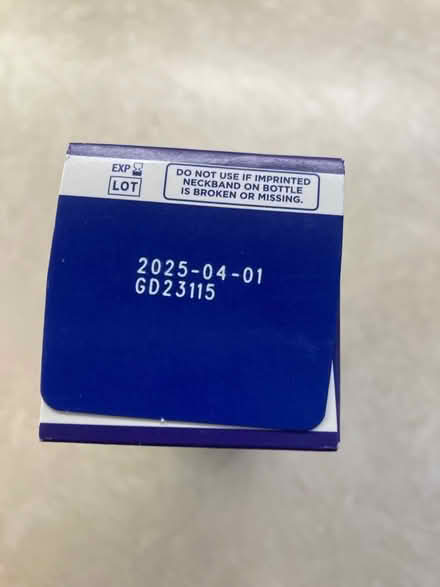 EXP
LOT
DO NOT USE IF IMPRINTED
NECKBAND ON BOTTLE
IS BROKEN OR MISSING.
2025-04-01
GD23115